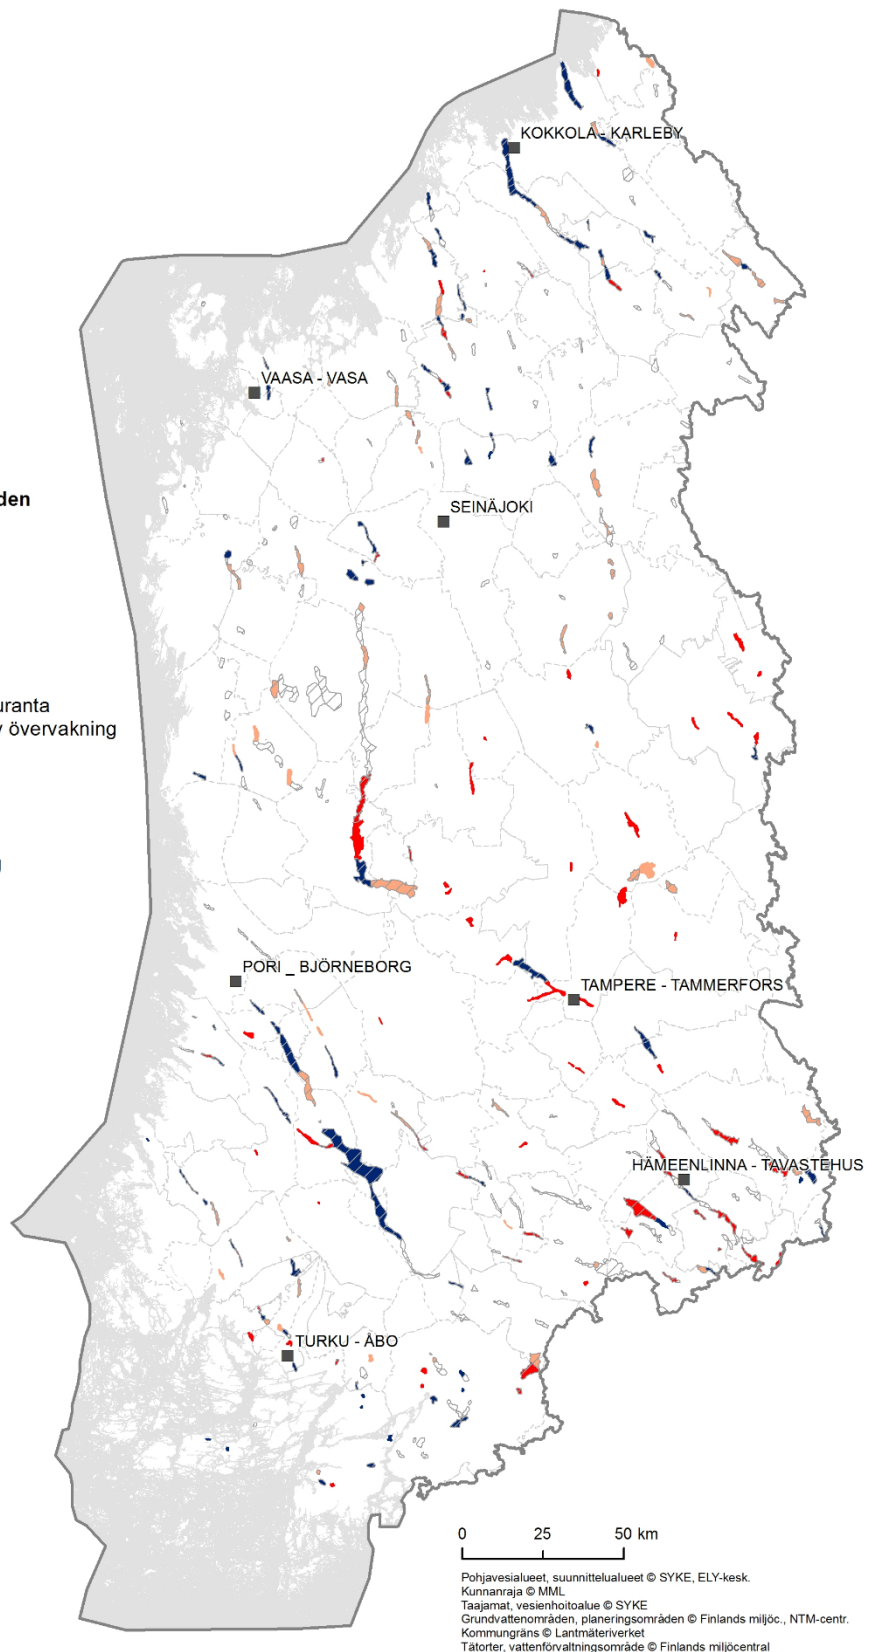 KOKKOLA - KARLEBY
VAASA - VASA
den
SEINÄJOKI
uranta
övervakning
PORI _ BJÖRNEBORG
TAMPERE - TAMMERFORS
HÄMEENLINNA - TAVASTEHUS
TURKU - ÅBO
0 25 50 km
Pohjavesialueet, suunnittelualueet © SYKE, ELY-kesk.
Kunnanraja © MML
Taajamat, vesienhoitoalue © SYKE
Grundvattenområden, planeringsområden © Finlands miljöc., NTM-centr.
Kommungräns © Lantmäteriverket
Tätorter, vattenförvaltningsområde © Finlands miljöcentral